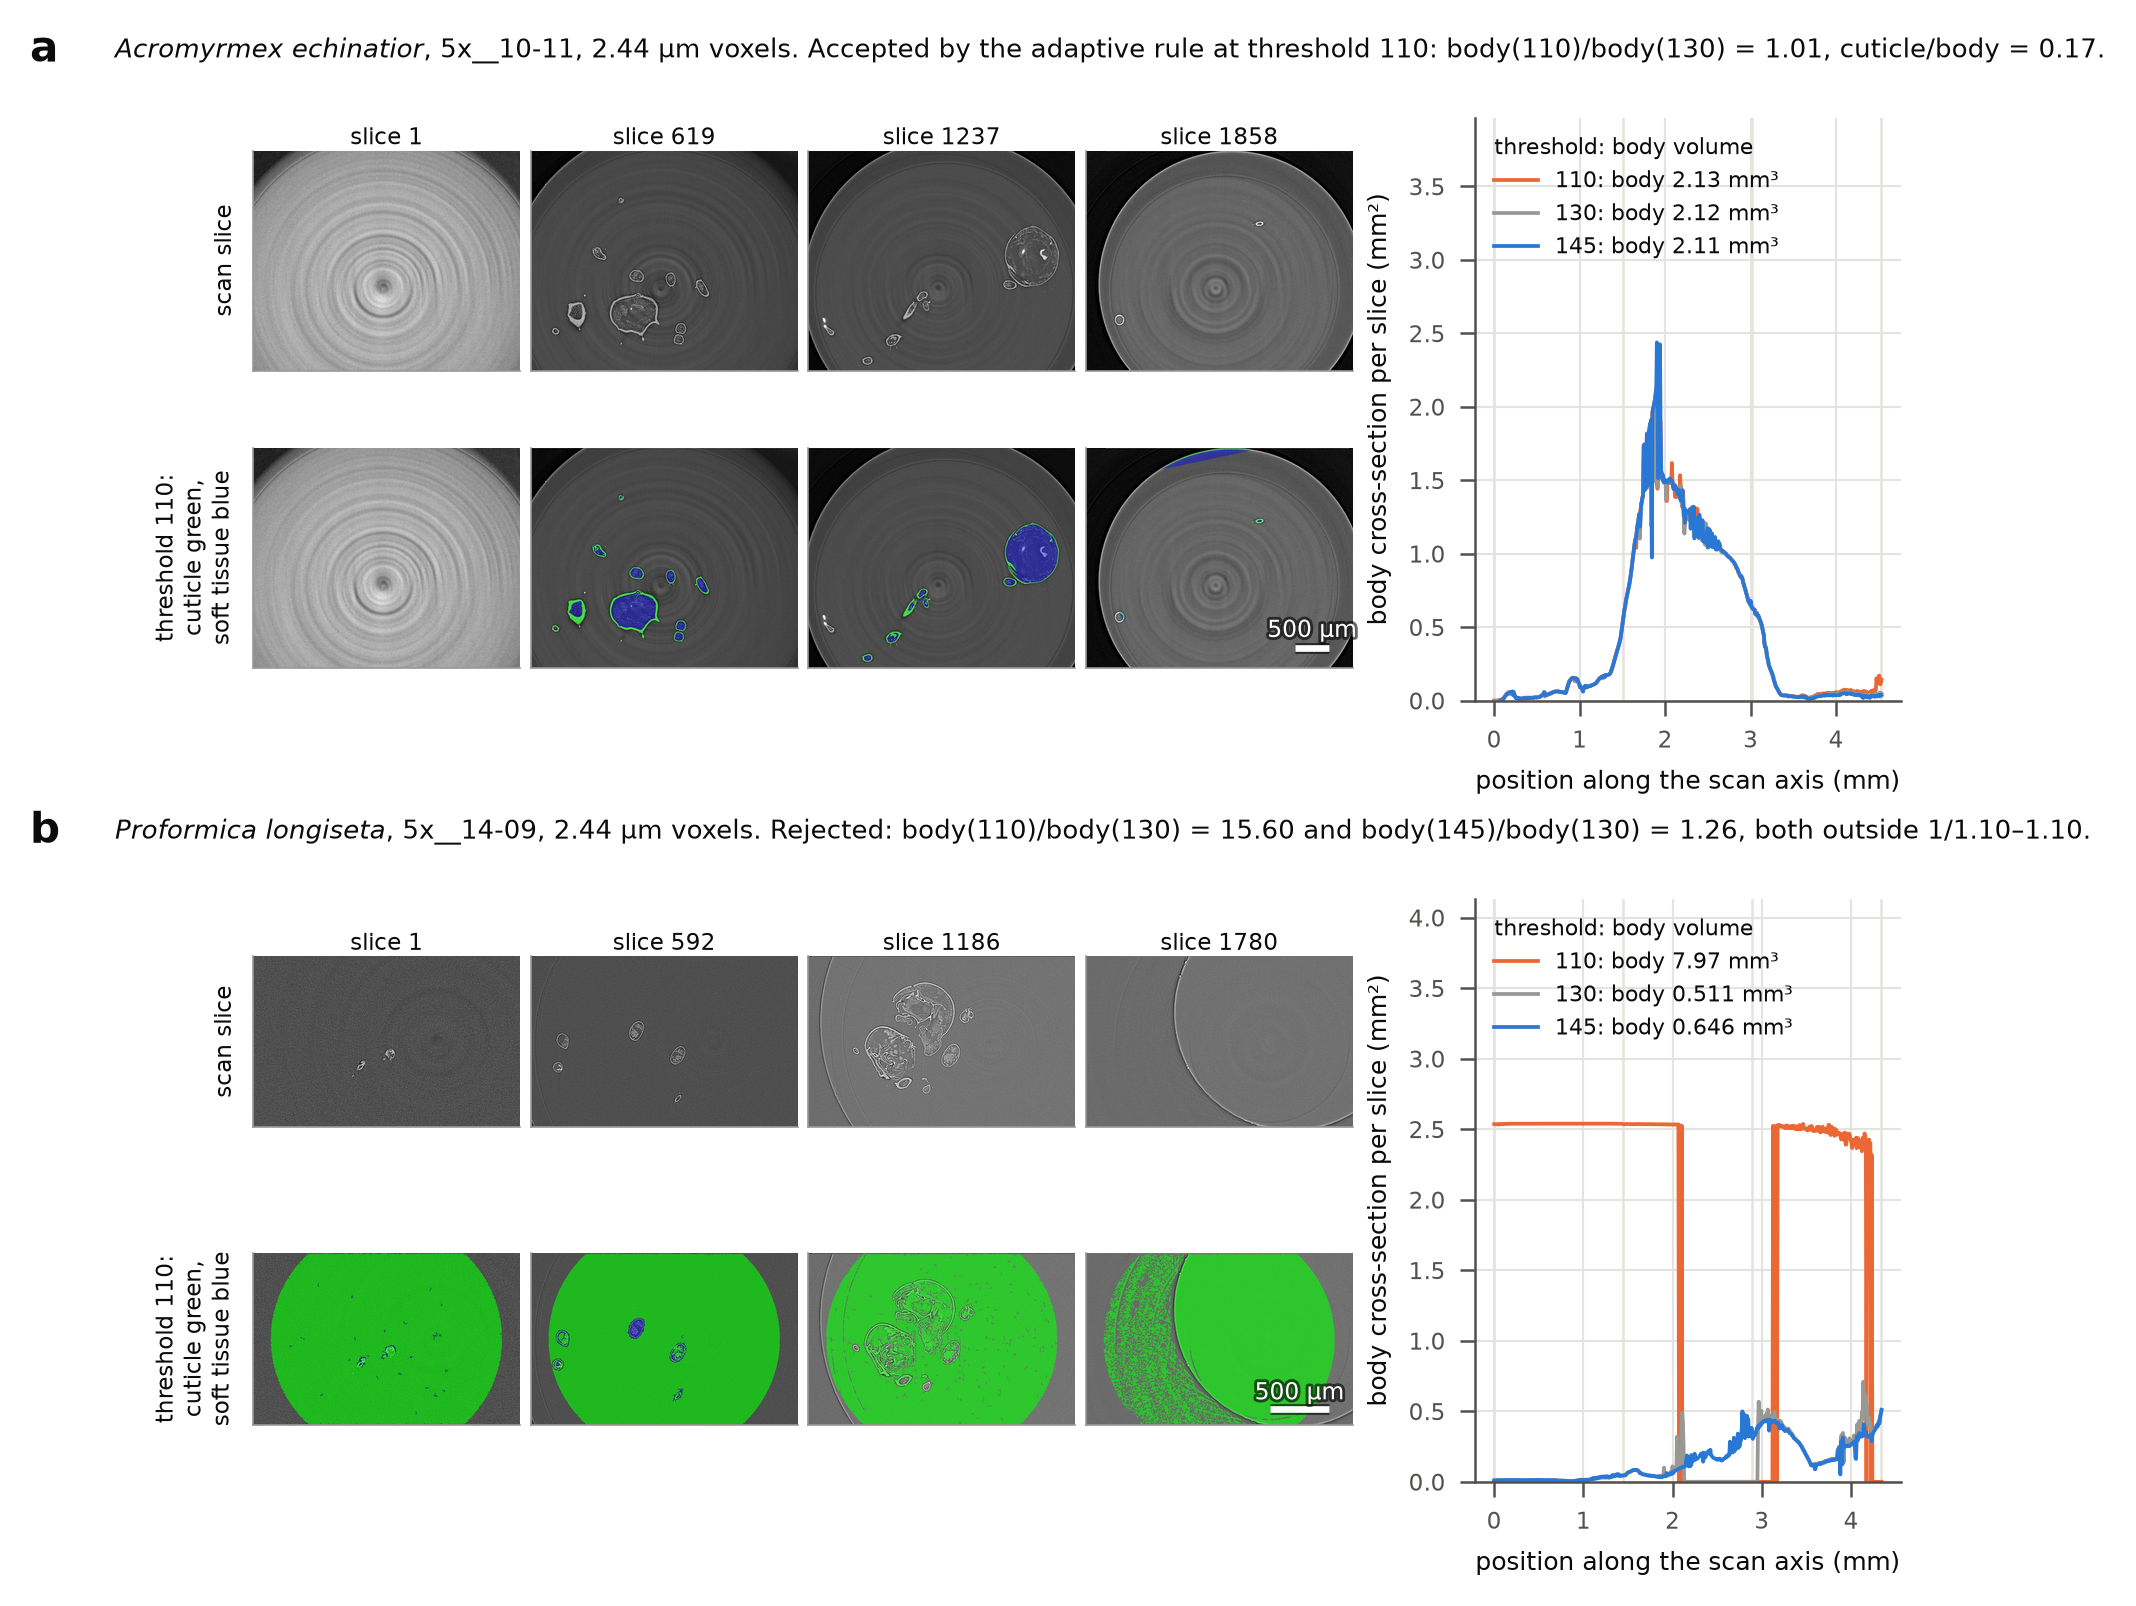 a
Acromyrmex echinatior, 5x__10-11, 2.44 µm voxels. Accepted by the adaptive rule at threshold 110: body(110)/body(130) = 1.01, cuticle/body = 0.17.
slice 1
slice 619
slice 1237
slice 1858
scan slice
threshold 110:
cuticle green,
soft tissue blue
500 µm
body cross-section per slice (mm²)
threshold: body volume
110: body 2.13 mm³
130: body 2.12 mm³
145: body 2.11 mm³
3.5
3.0
2.5
2.0
1.5
1.0
0.5
0.0
0 1 2 3 4
position along the scan axis (mm)
b
Proformica longiseta, 5x__14-09, 2.44 µm voxels. Rejected: body(110)/body(130) = 15.60 and body(145)/body(130) = 1.26, both outside 1/1.10–1.10.
slice 1
slice 592
slice 1186
slice 1780
scan slice
threshold 110:
cuticle green,
soft tissue blue
500 µm
body cross-section per slice (mm²)
threshold: body volume
110: body 7.97 mm³
130: body 0.511 mm³
145: body 0.646 mm³
4.0
3.5
3.0
2.5
2.0
1.5
1.0
0.5
0.0
0 1 2 3 4
position along the scan axis (mm)